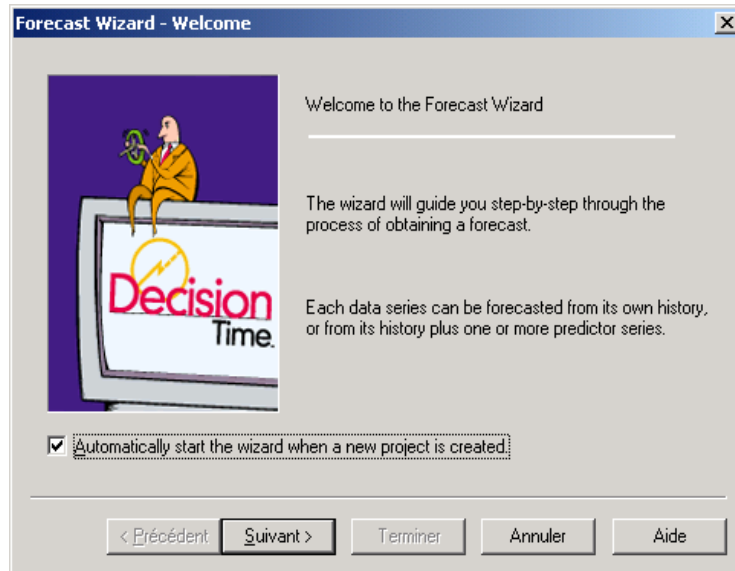 Forecast Wizard - Welcome
Welcome to the Forecast Wizard
The wizard will guide you step-by-step through the
process of obtaining a forecast.
Decision
Time.
Each data series can be forecasted from its own history,
or from its history plus one or more predictor series.
Automatically start the wizard when a new project is created.
< Précédent
Suivant >
Terminer
Annuler
Aide